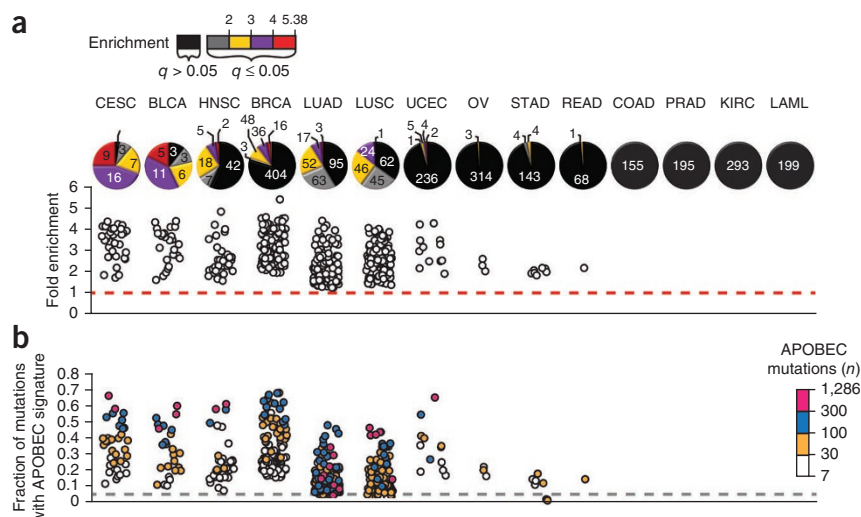 a
2 3 4 5.38
Enrichment
q > 0.05 q ≤ 0.05
CESC BLCA HNSC BRCA LUAD LUSC UCEC OV STAD READ COAD PRAD KIRC LAML
9 3 7 16
5 3 3 6 11
5 2 18 42 7
48 36 16 3 404
17 3 52 95 63
1 24 62 46 45
5 4 1 2 236
3 314
4 4 143
1 68
155
195
293
199
Fold enrichment
6
5
4
3
2
1
0
b
Fraction of mutations
with APOBEC signature
0.8
0.7
0.6
0.5
0.4
0.3
0.2
0.1
0
APOBEC
mutations (n)
1,286
300
100
30
7